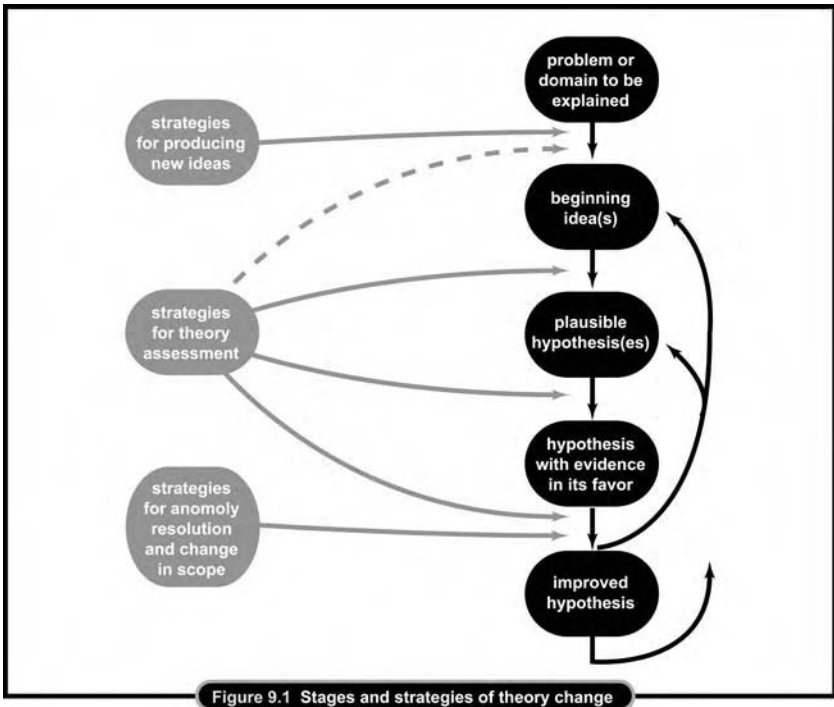 problem or
domain to be
explained
strategies
for producing
new ideas
beginning
idea(s)
strategies
for theory
assessment
plausible
hypothesis(es)
hypothesis
with evidence
in its favor
strategies
for anomoly
resolution
and change
in scope
improved
hypothesis
Figure 9.1 Stages and strategies of theory change